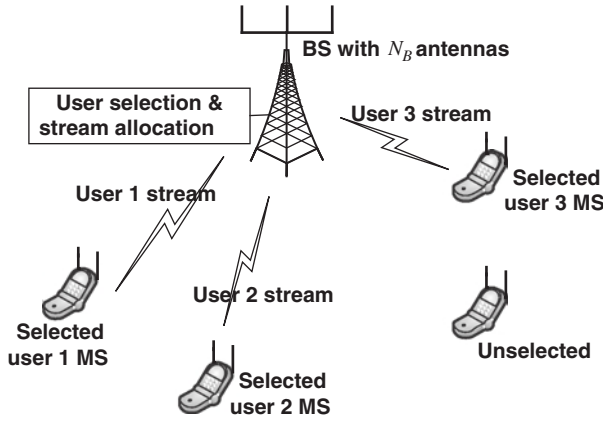 BS with N_B antennas
User selection &
stream allocation
User 3 stream
User 1 stream
Selected
user 3 MS
User 2 stream
Selected
user 1 MS
Unselected
Selected
user 2 MS